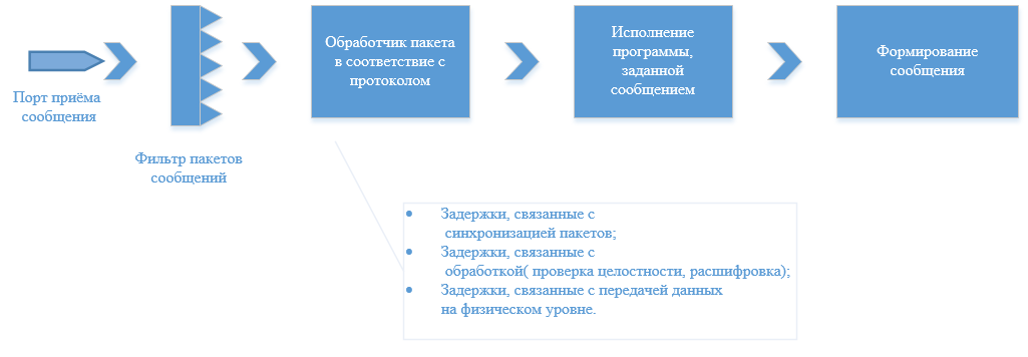 Порт приёма
сообщения
Фильтр пакетов
сообщений
Обработчик пакета
в соответствие с
протоколом
Исполнение
программы,
заданной
сообщением
Формирование
сообщения
• Задержки, связанные с
синхронизацией пакетов;
• Задержки, связанные с
обработкой( проверка целостности, расшифровка);
• Задержки, связанные с передачей данных
на физическом уровне.